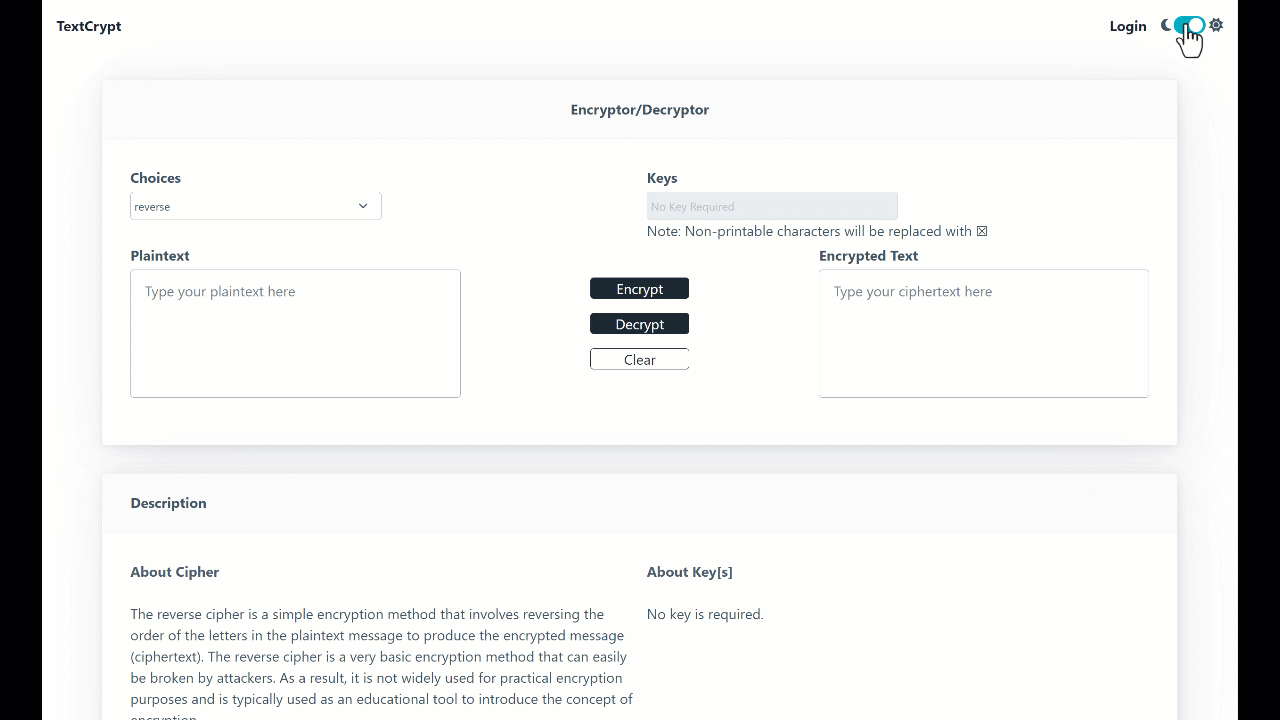 TextCrypt
Login
Encryptor/Decryptor
Choices
Keys
reverse
No Key Required
Note: Non-printable characters will be replaced with ☒
Plaintext
Encrypted Text
Type your plaintext here
Encrypt
Type your ciphertext here
Decrypt
Clear
Description
About Cipher
About Key[s]
The reverse cipher is a simple encryption method that involves reversing the
order of the letters in the plaintext message to produce the encrypted message
(ciphertext). The reverse cipher is a very basic encryption method that can easily
be broken by attackers. As a result, it is not widely used for practical encryption
purposes and is typically used as an educational tool to introduce the concept of
encryption.
No key is required.